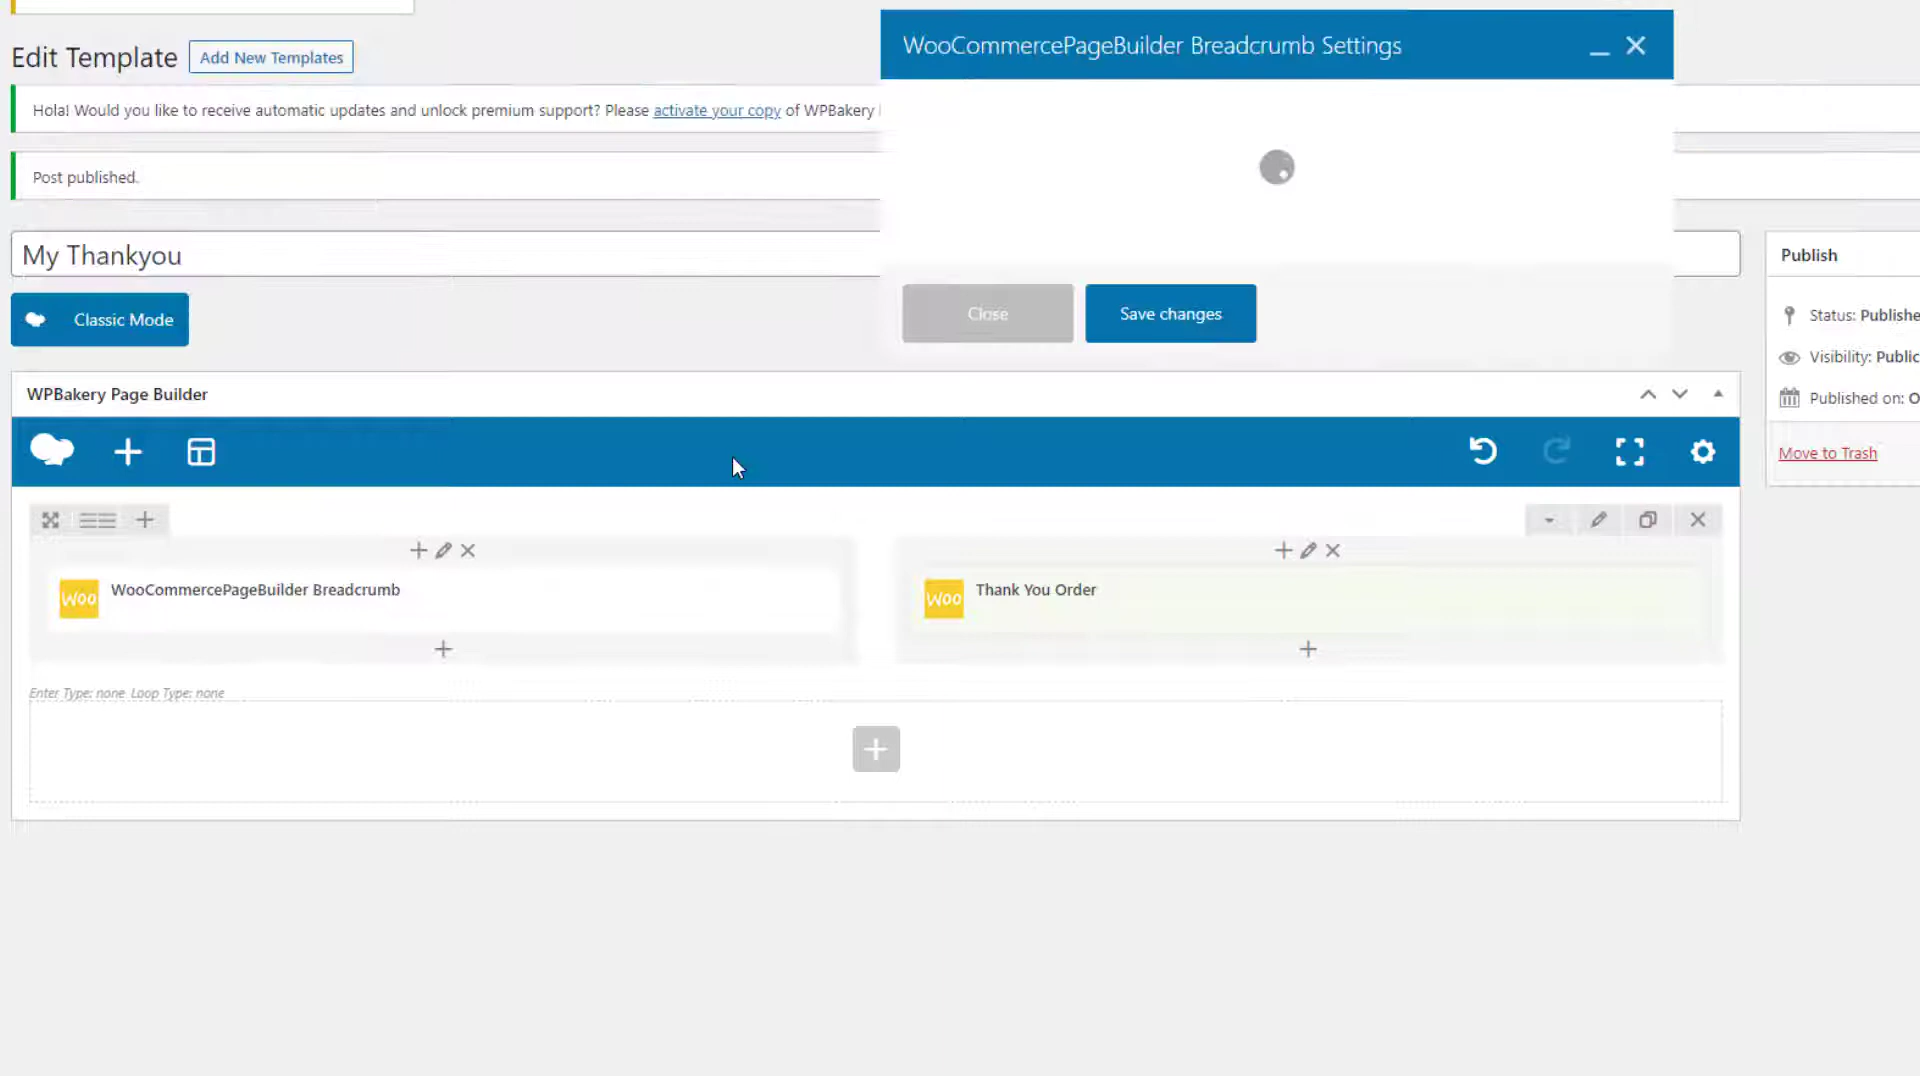 WooCommercePageBuilder Breadcrumb Settings
Edit Template
Add New Templates
Hola! Would you like to receive automatic updates and unlock premium support? Please activate your copy of WPBakery
Post published.
My Thankyou
Publish
Classic Mode
Close
Save changes
Status: Publishe
Visibility: Public
Published on: O
WPBakery Page Builder
Move to Trash
Woo
WooCommercePageBuilder Breadcrumb
Woo
Thank You Order
Enter Type: none Loop Type: none